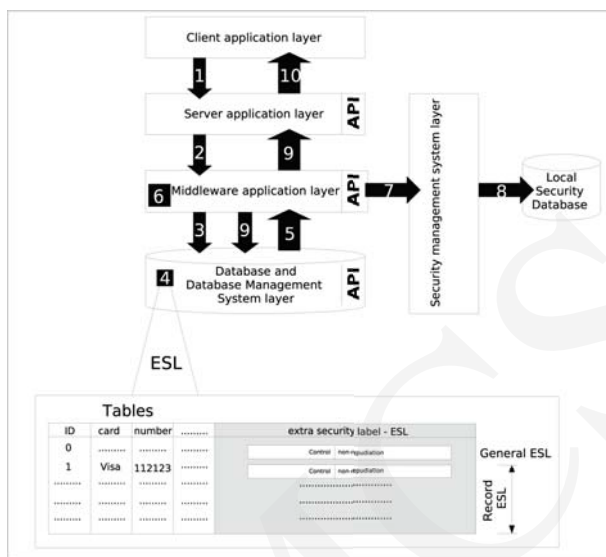 Client application layer
1
10
Server application layer
API
2
9
6
Middleware application layer
API
7
Security management system layer
8
Local
Security
Database
3
9
5
4
Database and
Database Management
System layer
API
ESL
Tables
ID card number ......... extra security label - ESL
0 ......... ......... .........
Control non-repudiation
General ESL
1 Visa 112123 .........
Control non-repudiation
......... ......... ......... ......... ....................
......... ......... ......... ......... ....................
......... ......... ......... ......... ....................
Record
ESL